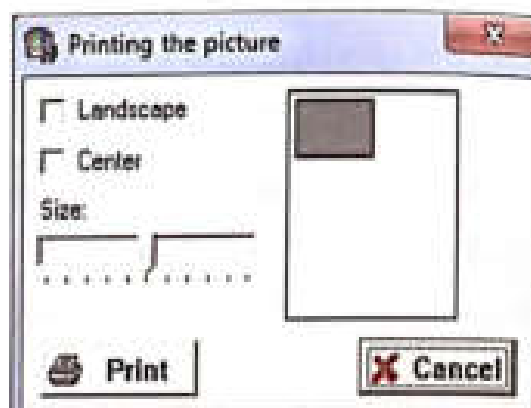 Printing the picture
Landscape
Center
Size:
Print
Cancel